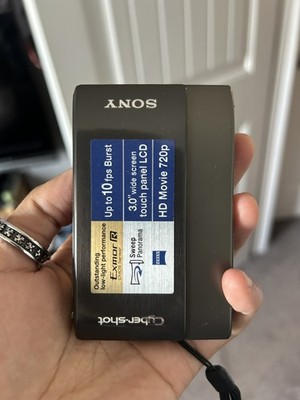 SONY
Up to 10 fps Burst
3.0" wide screen
touch panel LCD
HD Movie 720p
Outstanding
low-light performance
Exmor R
Sweep
Panorama
ZEISS
Cyber-shot